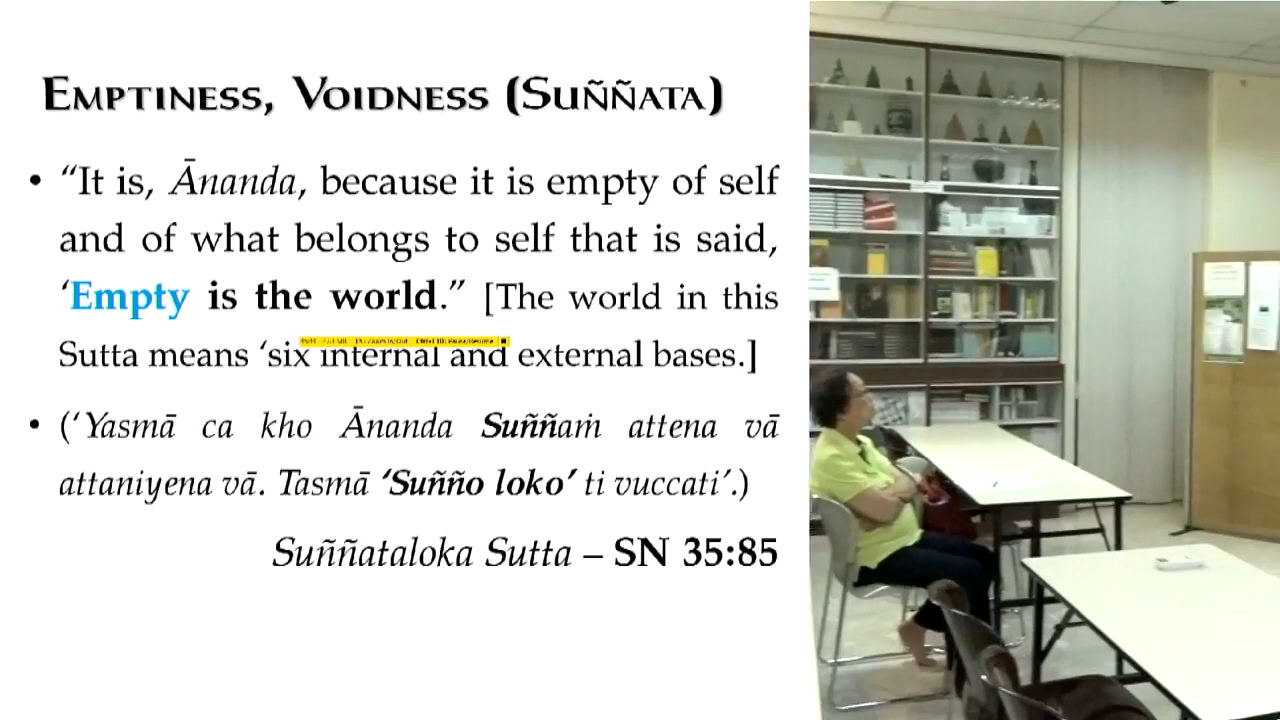 Emptiness, Voidness (Suññata)
• “It is, Ānanda, because it is empty of self
and of what belongs to self that is said,
‘Empty is the world.” [The world in this
Sutta means ‘six internal and external bases.]
• (‘Yasmā ca kho Ānanda Suññaṁ attena vā
attaniyena vā. Tasmā ‘Suñño loko’ ti vuccati’.)
Suññataloka Sutta – SN 35:85